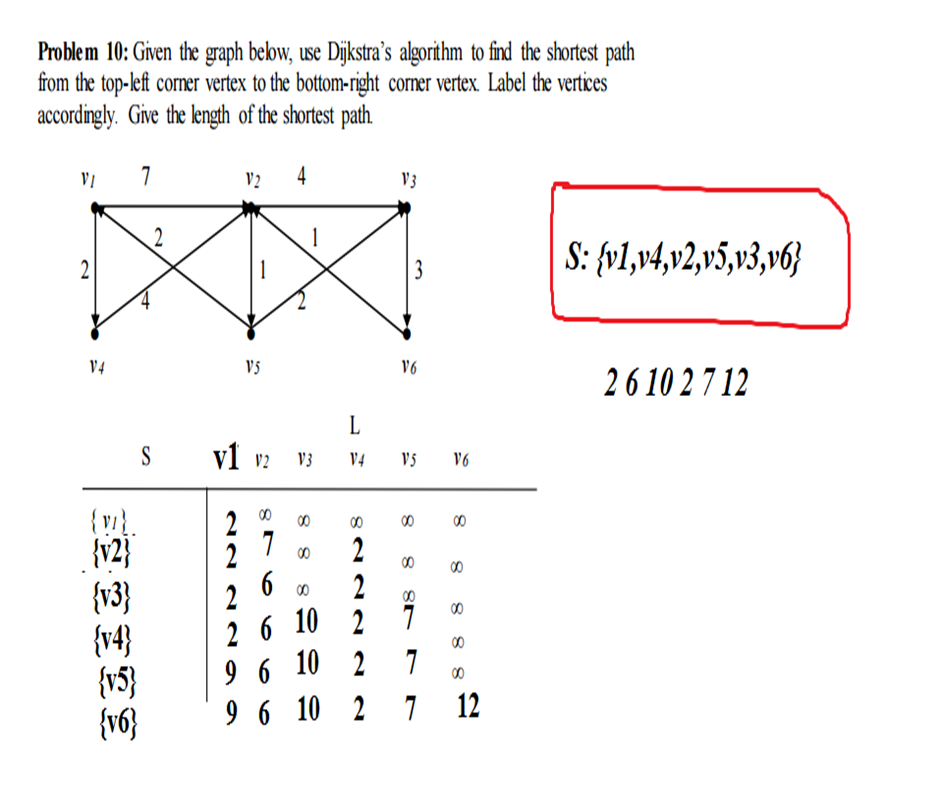 Problem 10: Given the graph below, use Dijkstra's algorithm to find the shortest path
from the top-left corner vertex to the bottom-right corner vertex. Label the vertices
accordingly. Give the length of the shortest path.
v1 7 v2 4 v3
2 1
2 1 3
4 2
v4 v5 v6
S: {v1,v4,v2,v5,v3,v6}
2 6 10 2 7 12
L
S v1 v2 v3 v4 v5 v6
{v1} 2 ∞ ∞ ∞ ∞ ∞
{v2} 2 7 ∞ 2 ∞ ∞
{v3} 2 6 ∞ 2 ∞ ∞
{v4} 2 6 10 2 7 ∞
{v5} 9 6 10 2 7 ∞
{v6} 9 6 10 2 7 12